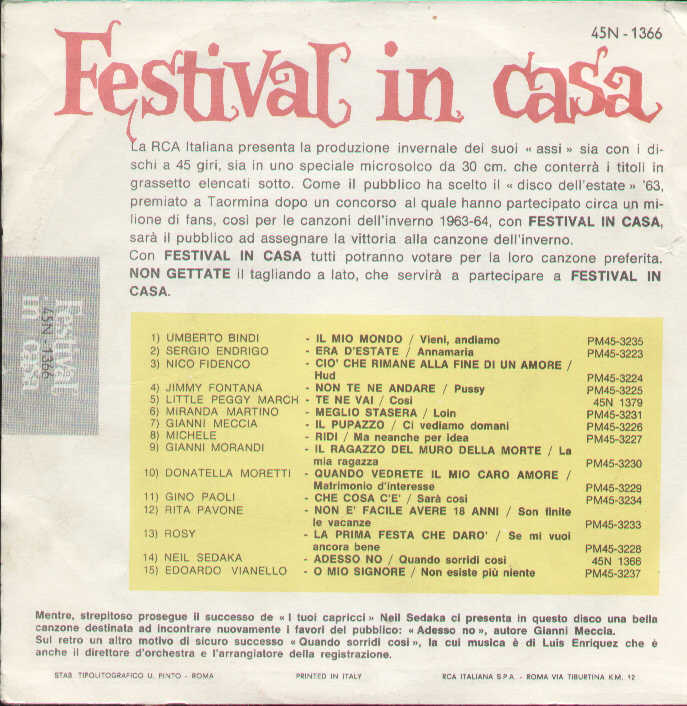 45N - 1366
Festival in casa
La RCA Italiana presenta la produzione invernale dei suoi « assi » sia con i di-
schi a 45 giri, sia in uno speciale microsolco da 30 cm. che conterrà i titoli in
grassetto elencati sotto. Come il pubblico ha scelto il « disco dell'estate » '63,
premiato a Taormina dopo un concorso al quale hanno partecipato circa un mi-
lione di fans, così per le canzoni dell'inverno 1963-64, con FESTIVAL IN CASA,
sarà il pubblico ad assegnare la vittoria alla canzone dell'inverno.
Con FESTIVAL IN CASA tutti potranno votare per la loro canzone preferita.
NON GETTATE il tagliando a lato, che servirà a partecipare a FESTIVAL IN
CASA.
Festival in casa
45N - 1366
1) UMBERTO BINDI - IL MIO MONDO / Vieni, andiamo PM45-3235
2) SERGIO ENDRIGO - ERA D'ESTATE / Annamaria PM45-3223
3) NICO FIDENCO - CIO' CHE RIMANE ALLA FINE DI UN AMORE /
Hud PM45-3224
4) JIMMY FONTANA - NON TE NE ANDARE / Pussy PM45-3225
5) LITTLE PEGGY MARCH - TE NE VAI / Così 45N 1379
6) MIRANDA MARTINO - MEGLIO STASERA / Loin PM45-3231
7) GIANNI MECCIA - IL PUPAZZO / Ci vediamo domani PM45-3226
8) MICHELE - RIDI / Ma neanche per idea PM45-3227
9) GIANNI MORANDI - IL RAGAZZO DEL MURO DELLA MORTE / La
mia ragazza PM45-3230
10) DONATELLA MORETTI - QUANDO VEDRETE IL MIO CARO AMORE /
Matrimonio d'interesse PM45-3229
11) GINO PAOLI - CHE COSA C'E' / Sarà così PM45-3234
12) RITA PAVONE - NON E' FACILE AVERE 18 ANNI / Son finite
le vacanze PM45-3233
13) ROSY - LA PRIMA FESTA CHE DARO' / Se mi vuoi
ancora bene PM45-3228
14) NEIL SEDAKA - ADESSO NO / Quando sorridi così 45N 1366
15) EDOARDO VIANELLO - O MIO SIGNORE / Non esiste più niente PM45-3237
Mentre, strepitoso prosegue il successo de « I tuoi capricci » Neil Sedaka ci presenta in questo disco una bella
canzone destinata ad incontrare nuovamente i favori del pubblico: « Adesso no », autore Gianni Meccia.
Sul retro un altro motivo di sicuro successo « Quando sorridi così », la cui musica è di Luis Enriquez che è
anche il direttore d'orchestra e l'arrangiatore della registrazione.
STAB. TIPOLITOGRAFICO U. PINTO - ROMA PRINTED IN ITALY RCA ITALIANA S.P.A. - ROMA VIA TIBURTINA KM. 12